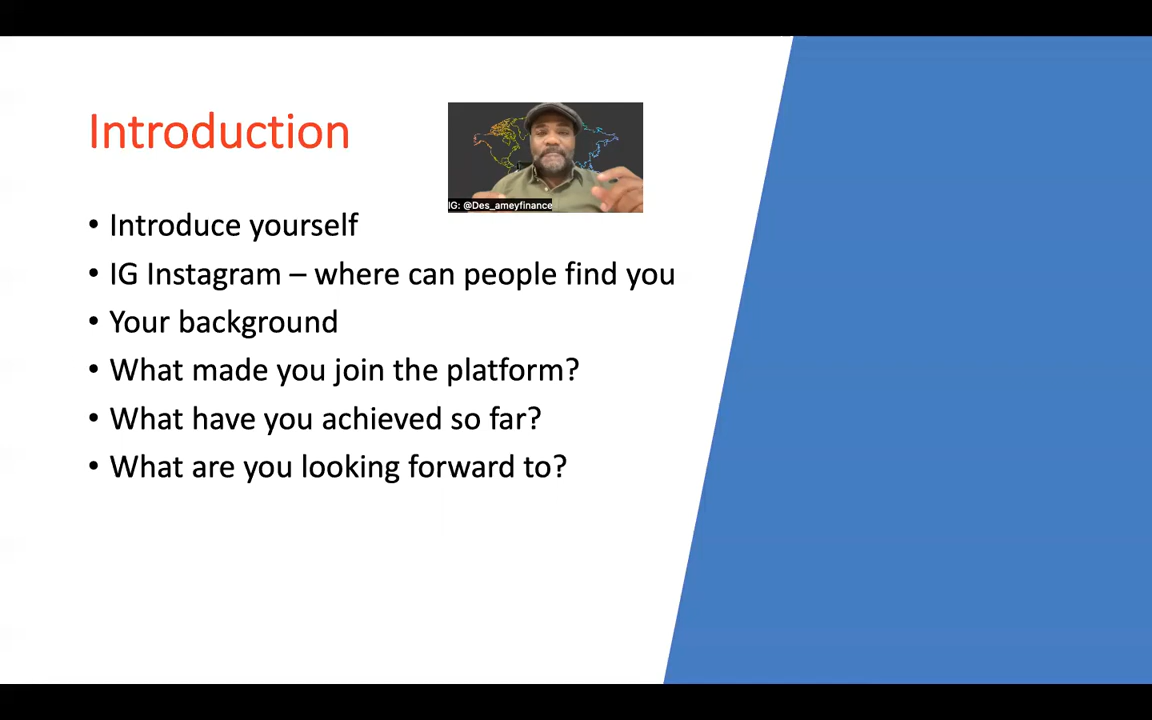 Introduction
IG: @Des_ameyfinance
• Introduce yourself
• IG Instagram – where can people find you
• Your background
• What made you join the platform?
• What have you achieved so far?
• What are you looking forward to?